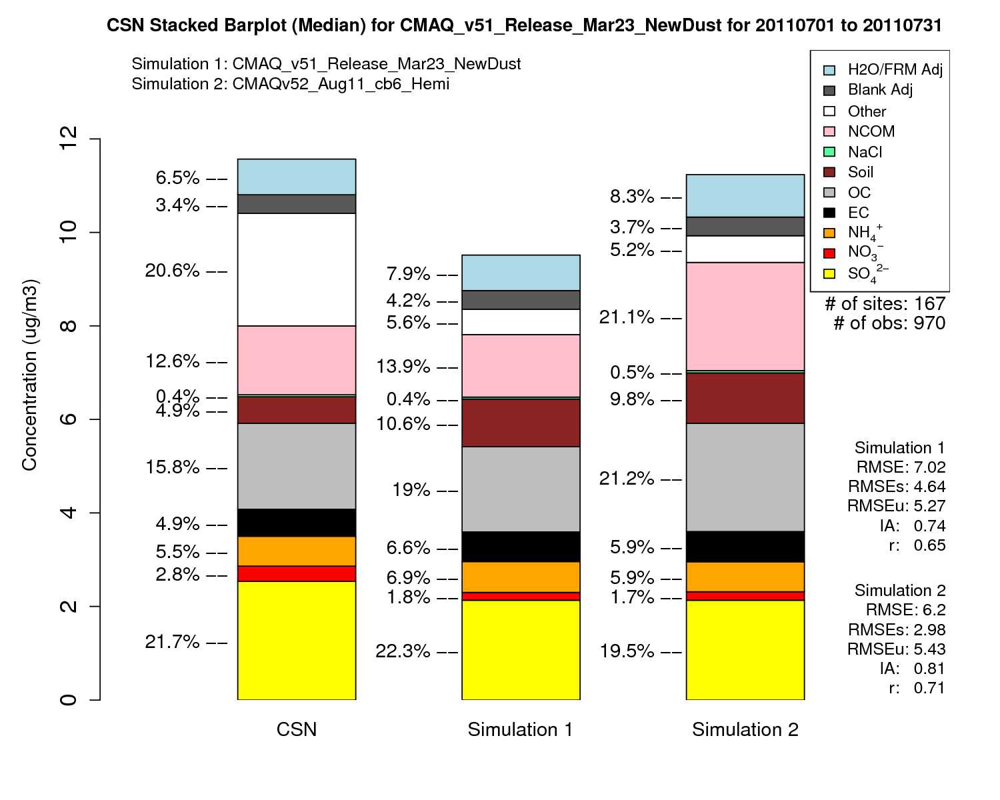 CSN Stacked Barplot (Median) for CMAQ_v51_Release_Mar23_NewDust for 20110701 to 20110731
Simulation 1: CMAQ_v51_Release_Mar23_NewDust
Simulation 2: CMAQv52_Aug11_cb6_Hemi
H2O/FRM Adj
Blank Adj
Other
NCOM
NaCl
Soil
OC
EC
NH₄⁺
NO₃⁻
SO₄²⁻
# of sites: 167
# of obs: 970
Concentration (ug/m3)
12
10
8
6
4
2
0
6.5% −−
3.4% −−
20.6% −−
12.6% −−
0.4% −−
4.9% −−
15.8% −−
4.9% −−
5.5% −−
2.8% −−
21.7% −−
7.9% −−
4.2% −−
5.6% −−
13.9% −−
0.4% −−
10.6% −−
19% −−
6.6% −−
6.9% −−
1.8% −−
22.3% −−
8.3% −−
3.7% −−
5.2% −−
21.1% −−
0.5% −−
9.8% −−
21.2% −−
5.9% −−
5.9% −−
1.7% −−
19.5% −−
Simulation 1
RMSE: 7.02
RMSEs: 4.64
RMSEu: 5.27
IA: 0.74
r: 0.65
Simulation 2
RMSE: 6.2
RMSEs: 2.98
RMSEu: 5.43
IA: 0.81
r: 0.71
CSN
Simulation 1
Simulation 2